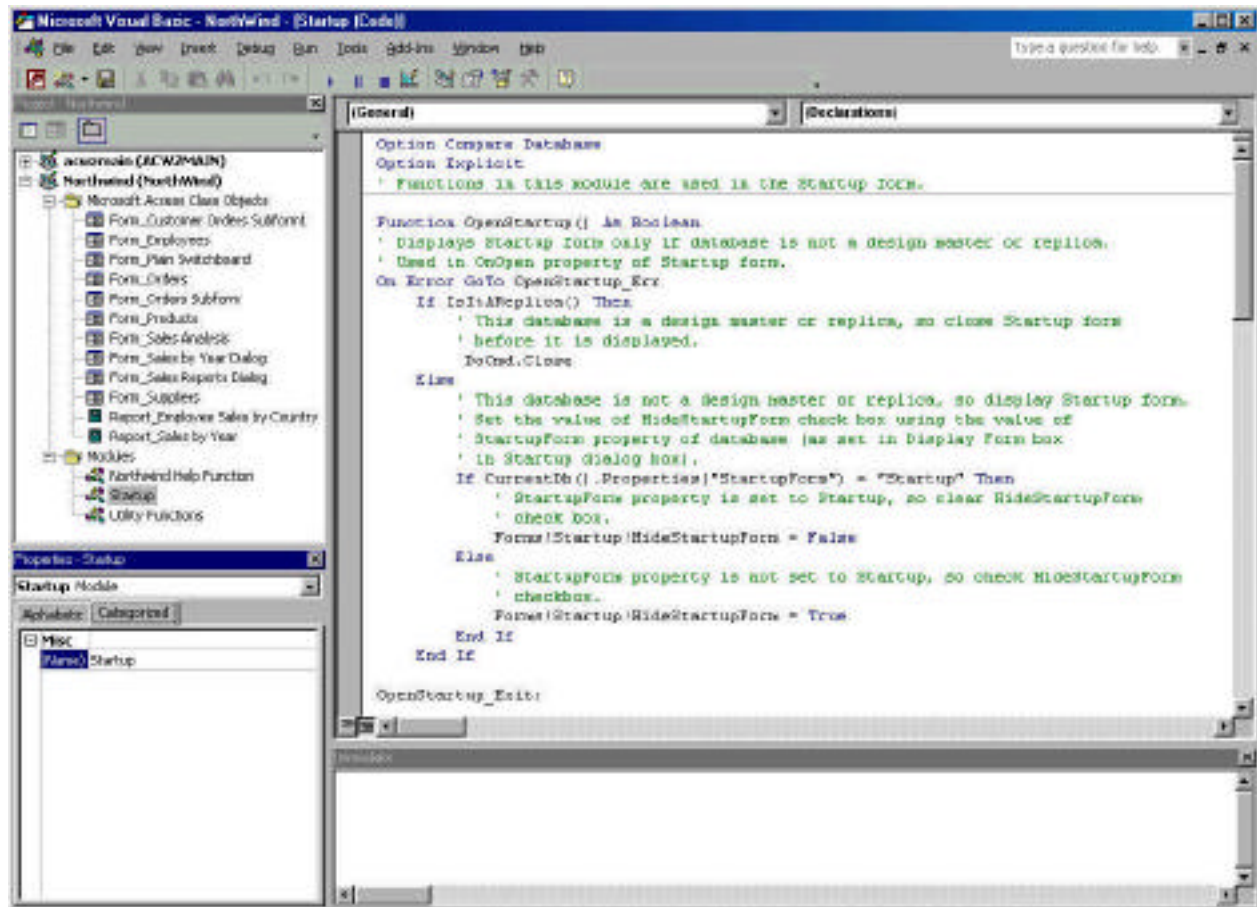 Microsoft Visual Basic - NorthWind - [Startup (Code)]
File Edit View Insert Debug Run Tools Add-Ins Window Help
Type a question for help
Project - Northwind
(General)
(Declarations)
acwzmain (ACWZMAIN)
Northwind (NorthWind)
Microsoft Access Class Objects
Form_Customer Orders Subform1
Form_Employees
Form_Main Switchboard
Form_Orders
Form_Orders Subform
Form_Products
Form_Sales Analysis
Form_Sales by Year Dialog
Form_Sales Reports Dialog
Form_Suppliers
Report_Employee Sales by Country
Report_Sales by Year
Modules
Northwind Help Function
Startup
Utility Functions
Properties - Startup
Startup Module
Alphabetic Categorized
Misc
(Name) Startup
Option Compare Database
Option Explicit
' Functions in this module are used in the Startup form.
Function OpenStartup() As Boolean
' Displays Startup form only if database is not a design master or replica.
' Used in OnOpen property of Startup form.
On Error GoTo OpenStartup_Err
If IsItAReplica() Then
' This database is a design master or replica, so close Startup form
' before it is displayed.
DoCmd.Close
Else
' This database is not a design master or replica, so display Startup form.
' Set the value of HideStartupForm check box using the value of
' StartupForm property of database (as set in Display Form box
' in Startup dialog box).
If CurrentDb().Properties("StartupForm") = "Startup" Then
' StartupForm property is set to Startup, so clear HideStartupForm
' check box.
Forms!Startup!HideStartupForm = False
Else
' StartupForm property is not set to Startup, so check HideStartupForm
' checkbox.
Forms!Startup!HideStartupForm = True
End If
End If
OpenStartup_Exit:
Immediate